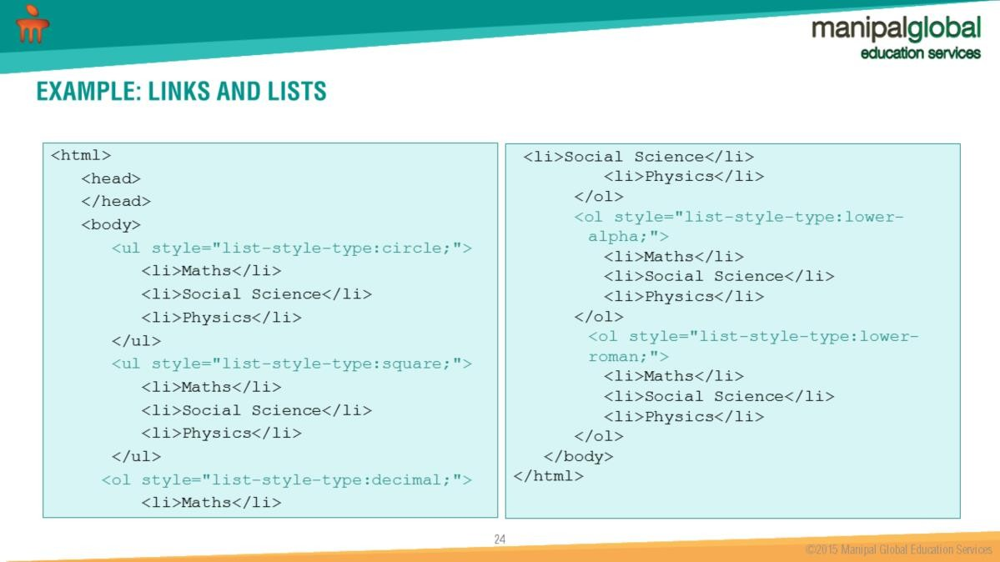 manipalglobal
education services
EXAMPLE: LINKS AND LISTS
<html>
<head>
</head>
<body>
<ul style="list-style-type:circle;">
<li>Maths</li>
<li>Social Science</li>
<li>Physics</li>
</ul>
<ul style="list-style-type:square;">
<li>Maths</li>
<li>Social Science</li>
<li>Physics</li>
</ul>
<ol style="list-style-type:decimal;">
<li>Maths</li>
<li>Social Science</li>
<li>Physics</li>
</ol>
<ol style="list-style-type:lower-
alpha;">
<li>Maths</li>
<li>Social Science</li>
<li>Physics</li>
</ol>
<ol style="list-style-type:lower-
roman;">
<li>Maths</li>
<li>Social Science</li>
<li>Physics</li>
</ol>
</body>
</html>
24
©2015 Manipal Global Education Services